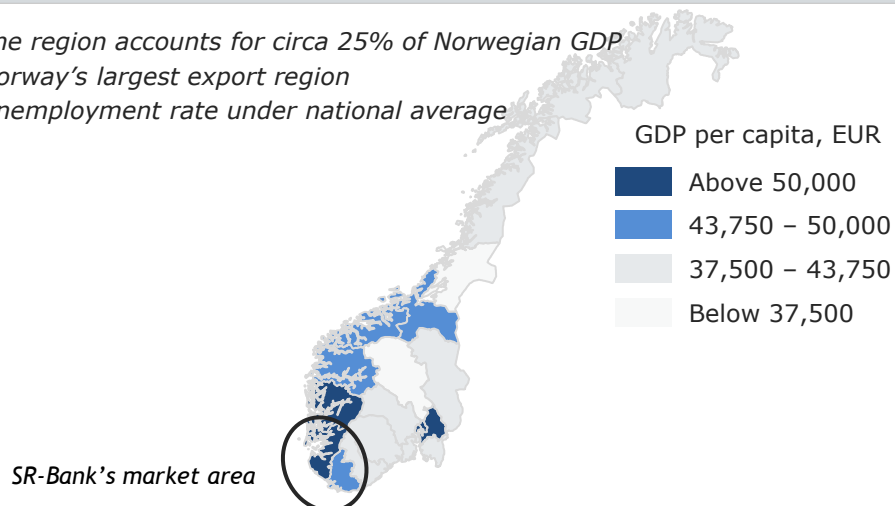 he region accounts for circa 25% of Norwegian GDP
orway's largest export region
nemployment rate under national average
GDP per capita, EUR
Above 50,000
43,750 – 50,000
37,500 – 43,750
Below 37,500
SR-Bank's market area